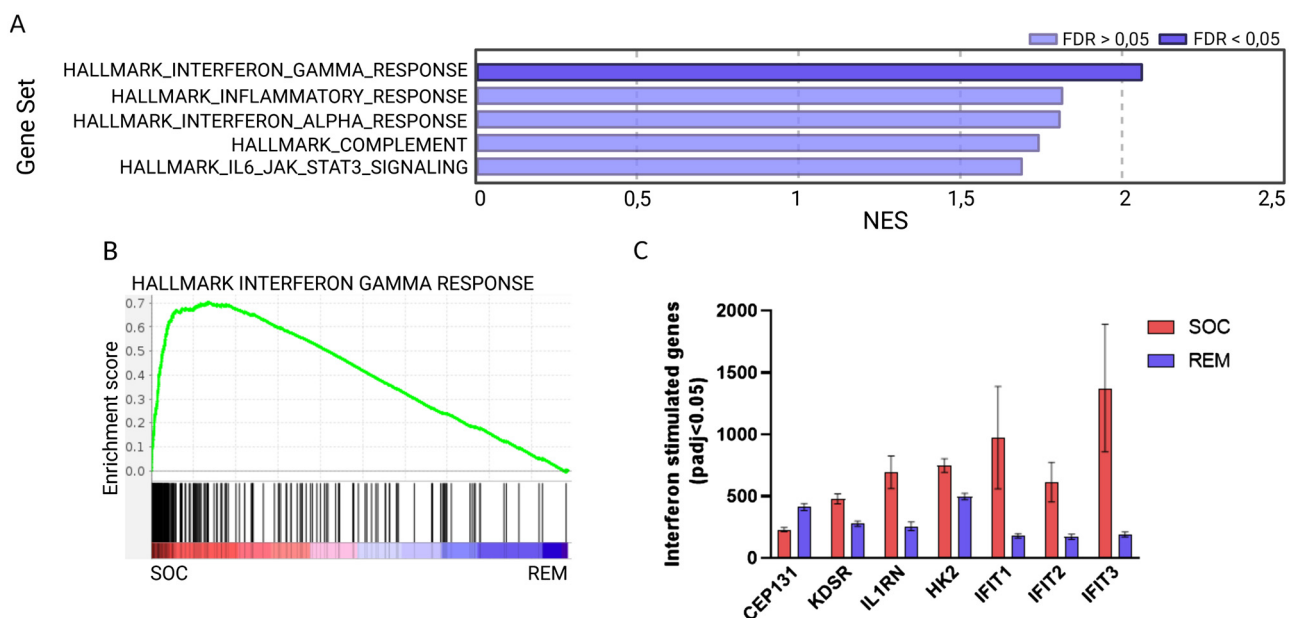 A
FDR > 0,05 FDR < 0,05
Gene Set
HALLMARK_INTERFERON_GAMMA_RESPONSE
HALLMARK_INFLAMMATORY_RESPONSE
HALLMARK_INTERFERON_ALPHA_RESPONSE
HALLMARK_COMPLEMENT
HALLMARK_IL6_JAK_STAT3_SIGNALING
0 0,5 1 1,5 2 2,5
NES
B
HALLMARK INTERFERON GAMMA RESPONSE
Enrichment score
0.7
0.6
0.5
0.4
0.3
0.2
0.1
0.0
SOC REM
C
Interferon stimulated genes
(padj<0.05)
2000
1500
1000
500
0
SOC
REM
CEP131 KDSR IL1RN HK2 IFIT1 IFIT2 IFIT3